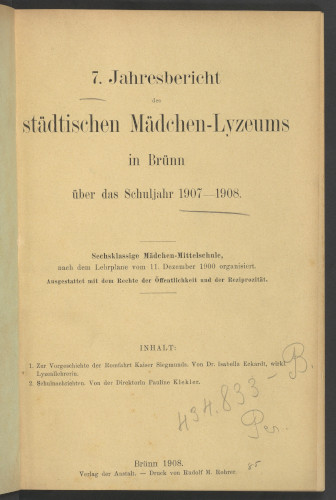 7. Jahresbericht
des
städtischen Mädchen-Lyzeums
in Brünn
über das Schuljahr 1907—1908.
Sechsklassige Mädchen-Mittelschule,
nach dem Lehrplane vom 11. Dezember 1900 organisiert.
Ausgestattet mit dem Rechte der Öffentlichkeit und der Reziprozität.
INHALT:
1. Zur Vorgeschichte der Romfahrt Kaiser Siegmunds. Von Dr. Isabella Eckardt, wirkl.
Lyzeallehrerin.
2. Schulnachrichten. Von der Direktorin Pauline Kinkler.
434.833 - B.
Per.
Brünn 1908.
Verlag der Anstalt. — Druck von Rudolf M. Rohrer.